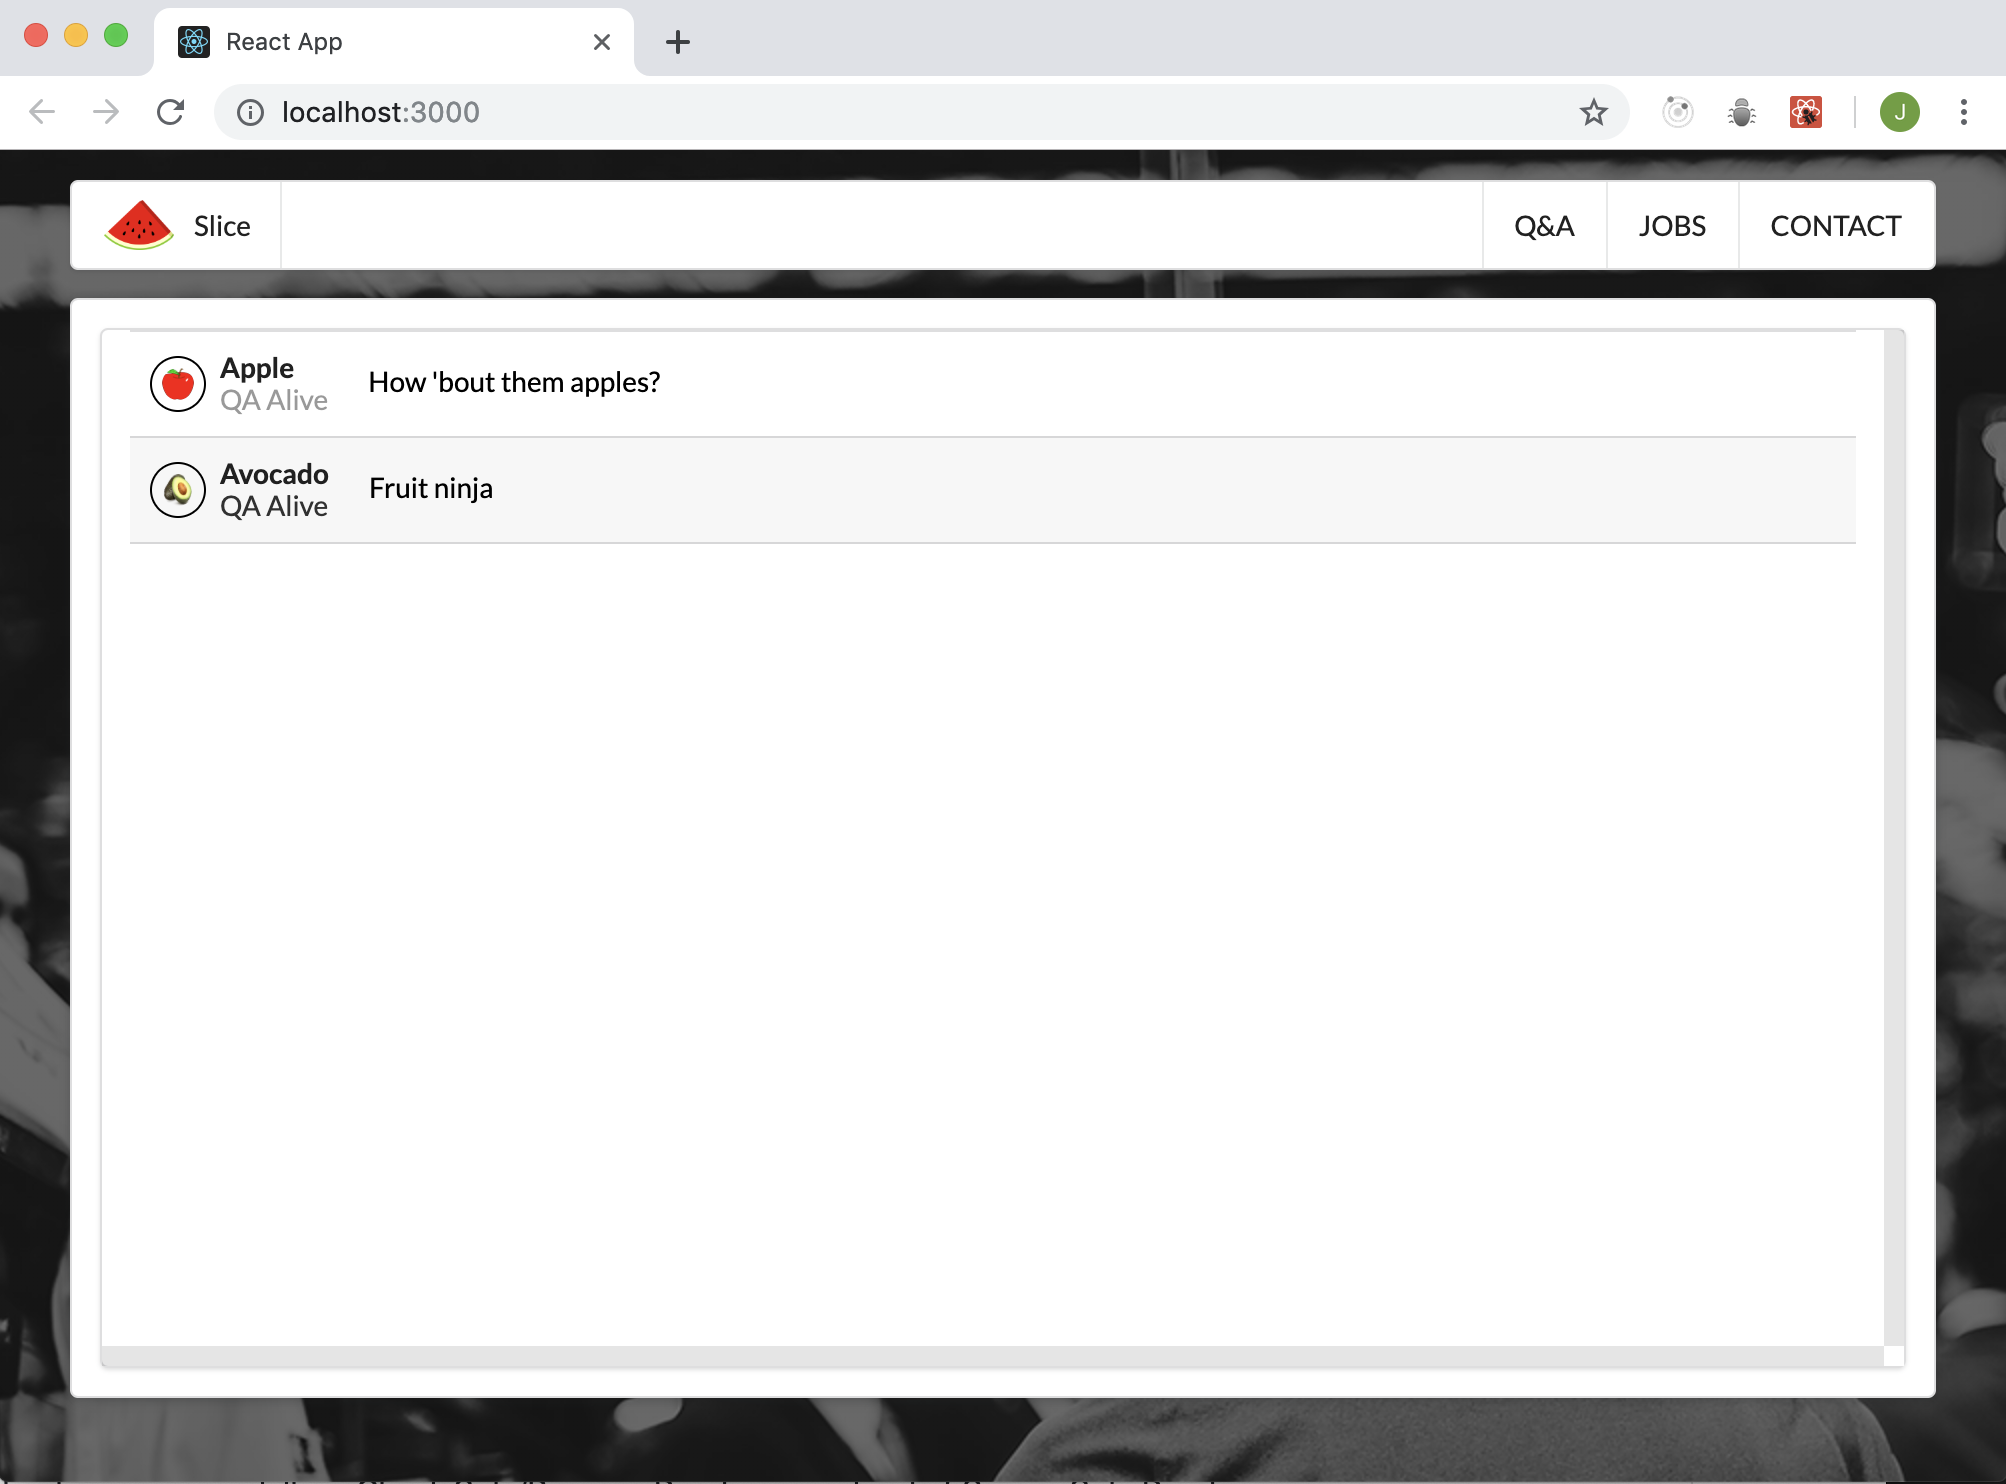 React App
localhost:3000
J
Slice
Q&A
JOBS
CONTACT
Apple
QA Alive
How 'bout them apples?
Avocado
QA Alive
Fruit ninja